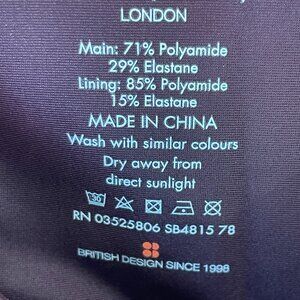 LONDON
Main: 71% Polyamide
29% Elastane
Lining: 85% Polyamide
15% Elastane
MADE IN CHINA
Wash with similar colours
Dry away from
direct sunlight
30
RN 03525806 SB4815 78
BRITISH DESIGN SINCE 1998